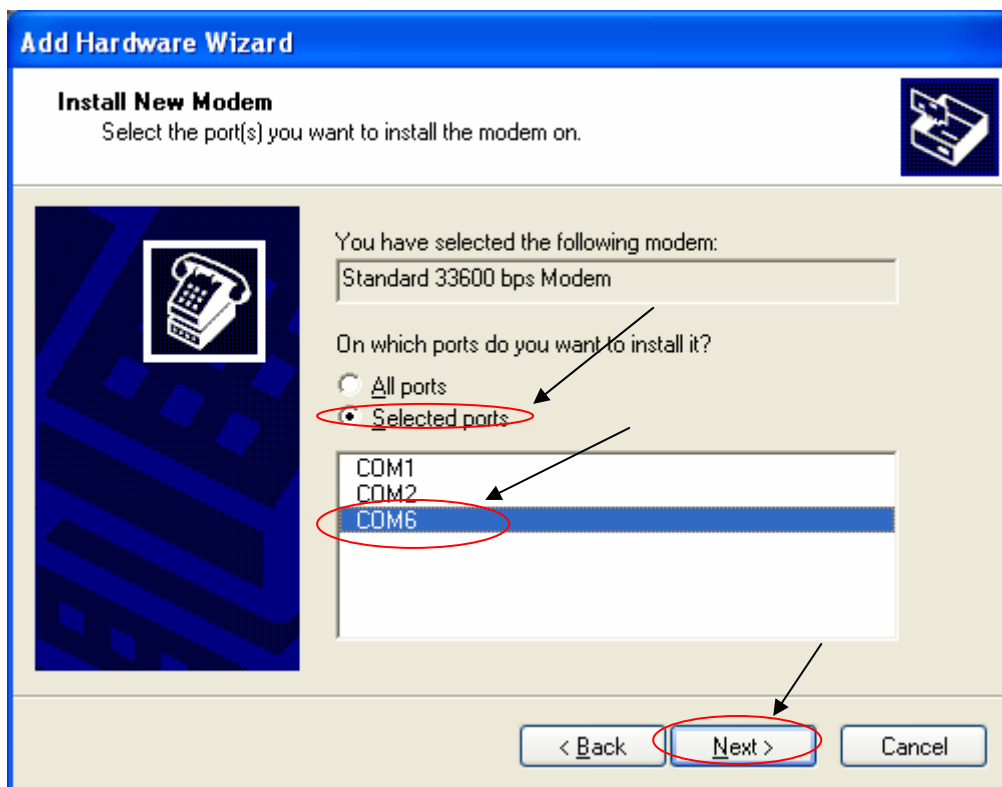 Add Hardware Wizard
Install New Modem
Select the port(s) you want to install the modem on.
You have selected the following modem:
Standard 33600 bps Modem
On which ports do you want to install it?
All ports
Selected ports
COM1
COM2
COM6
< Back
Next >
Cancel